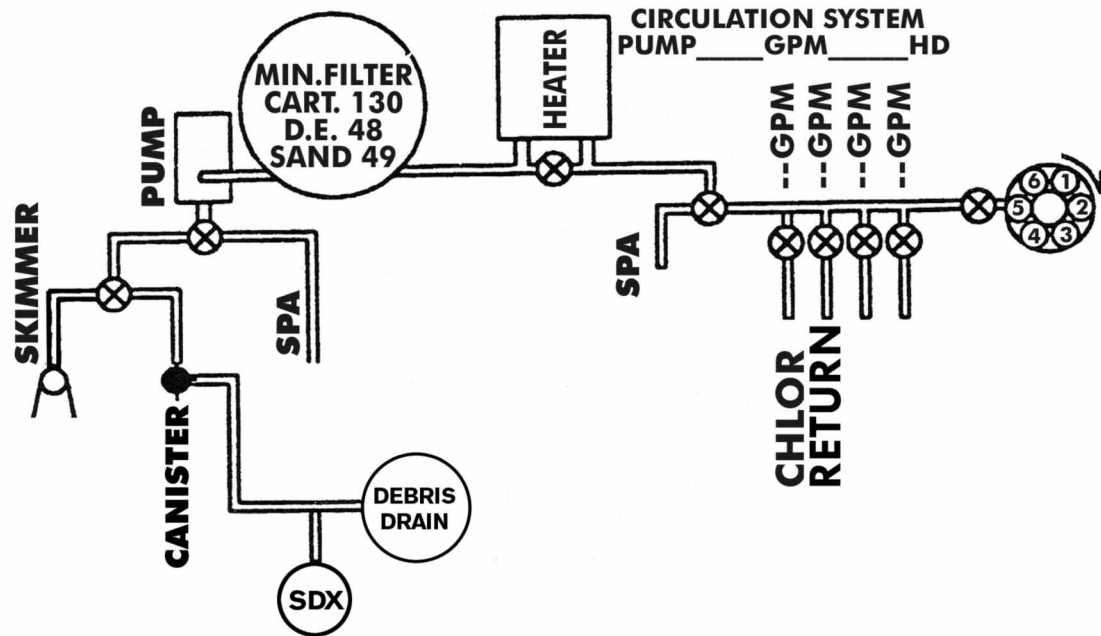 CIRCULATION SYSTEM
PUMP_____GPM______HD
MIN.FILTER
CART. 130
D.E. 48
SAND 49
HEATER
PUMP
--GPM
--GPM
--GPM
--GPM
6 1
5 2
4 3
SKIMMER
SPA
SPA
CHLOR
RETURN
CANISTER
DEBRIS
DRAIN
SDX